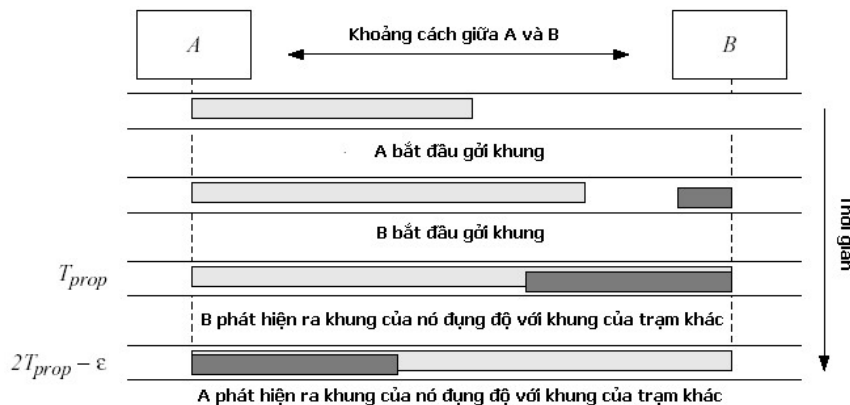 A
Khoảng cách giữa A và B
B
A bắt đầu gởi khung
B bắt đầu gởi khung
Thời gian
Tprop
B phát hiện ra khung của nó đụng độ với khung của trạm khác
2Tprop – ε
A phát hiện ra khung của nó đụng độ với khung của trạm khác